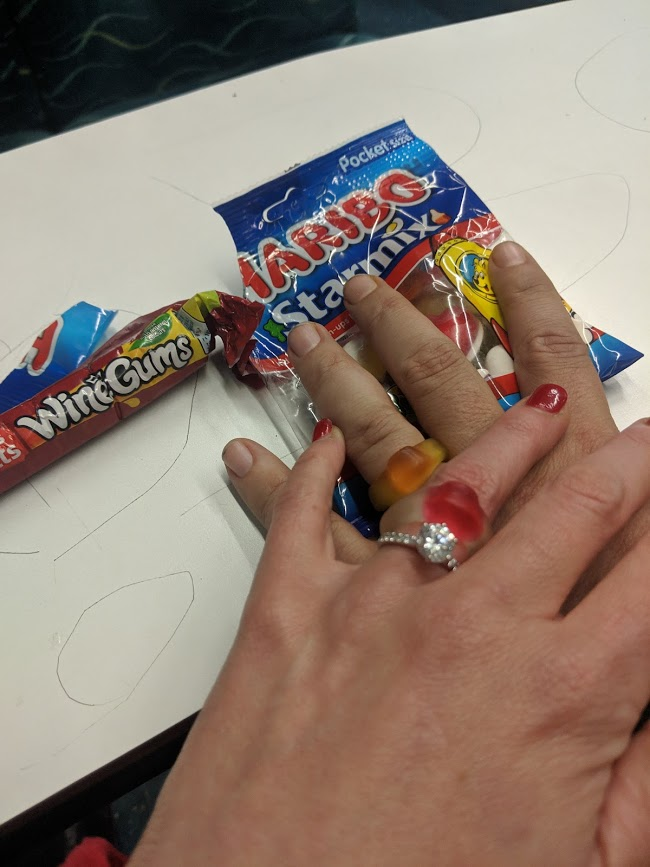 Pocket Size
HARIBO
Starmix
Wine Gums